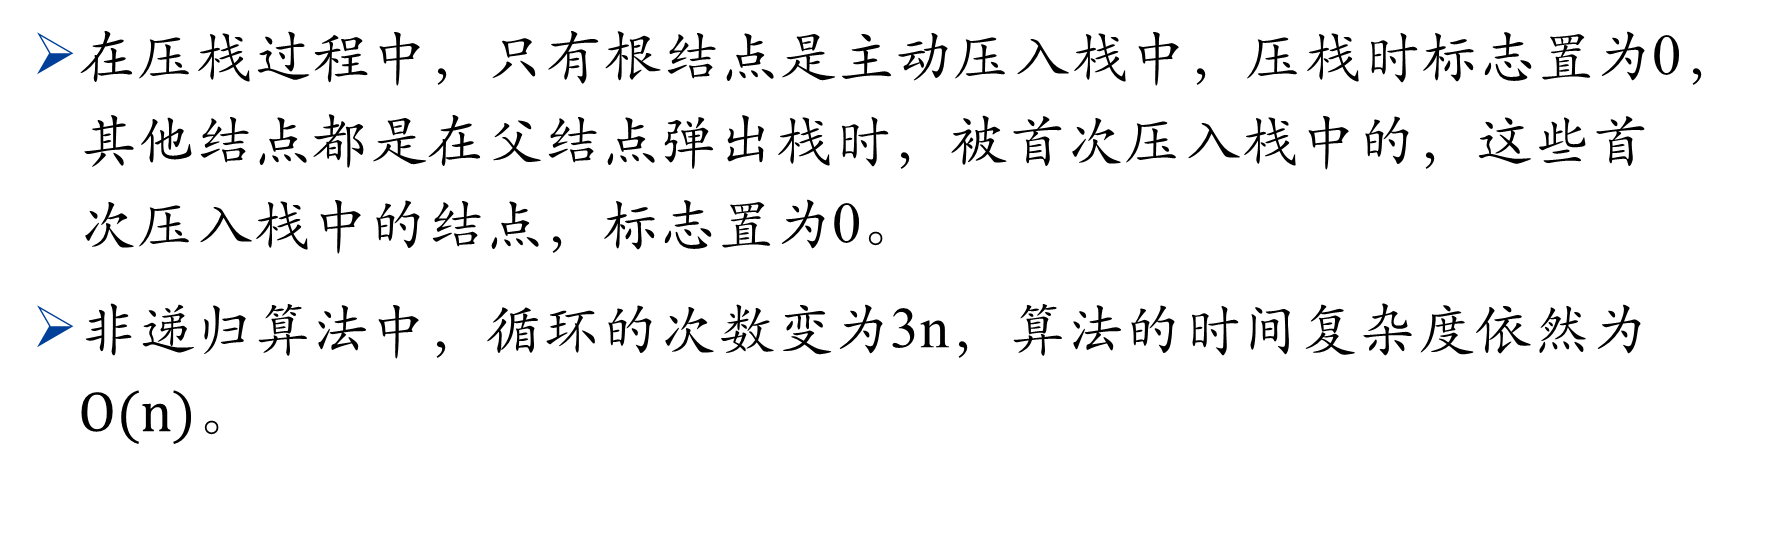 ➢在压栈过程中，只有根结点是主动压入栈中，压栈时标志置为0，
其他结点都是在父结点弹出栈时，被首次压入栈中的，这些首
次压入栈中的结点，标志置为0。
➢非递归算法中，循环的次数变为3n，算法的时间复杂度依然为
O(n)。